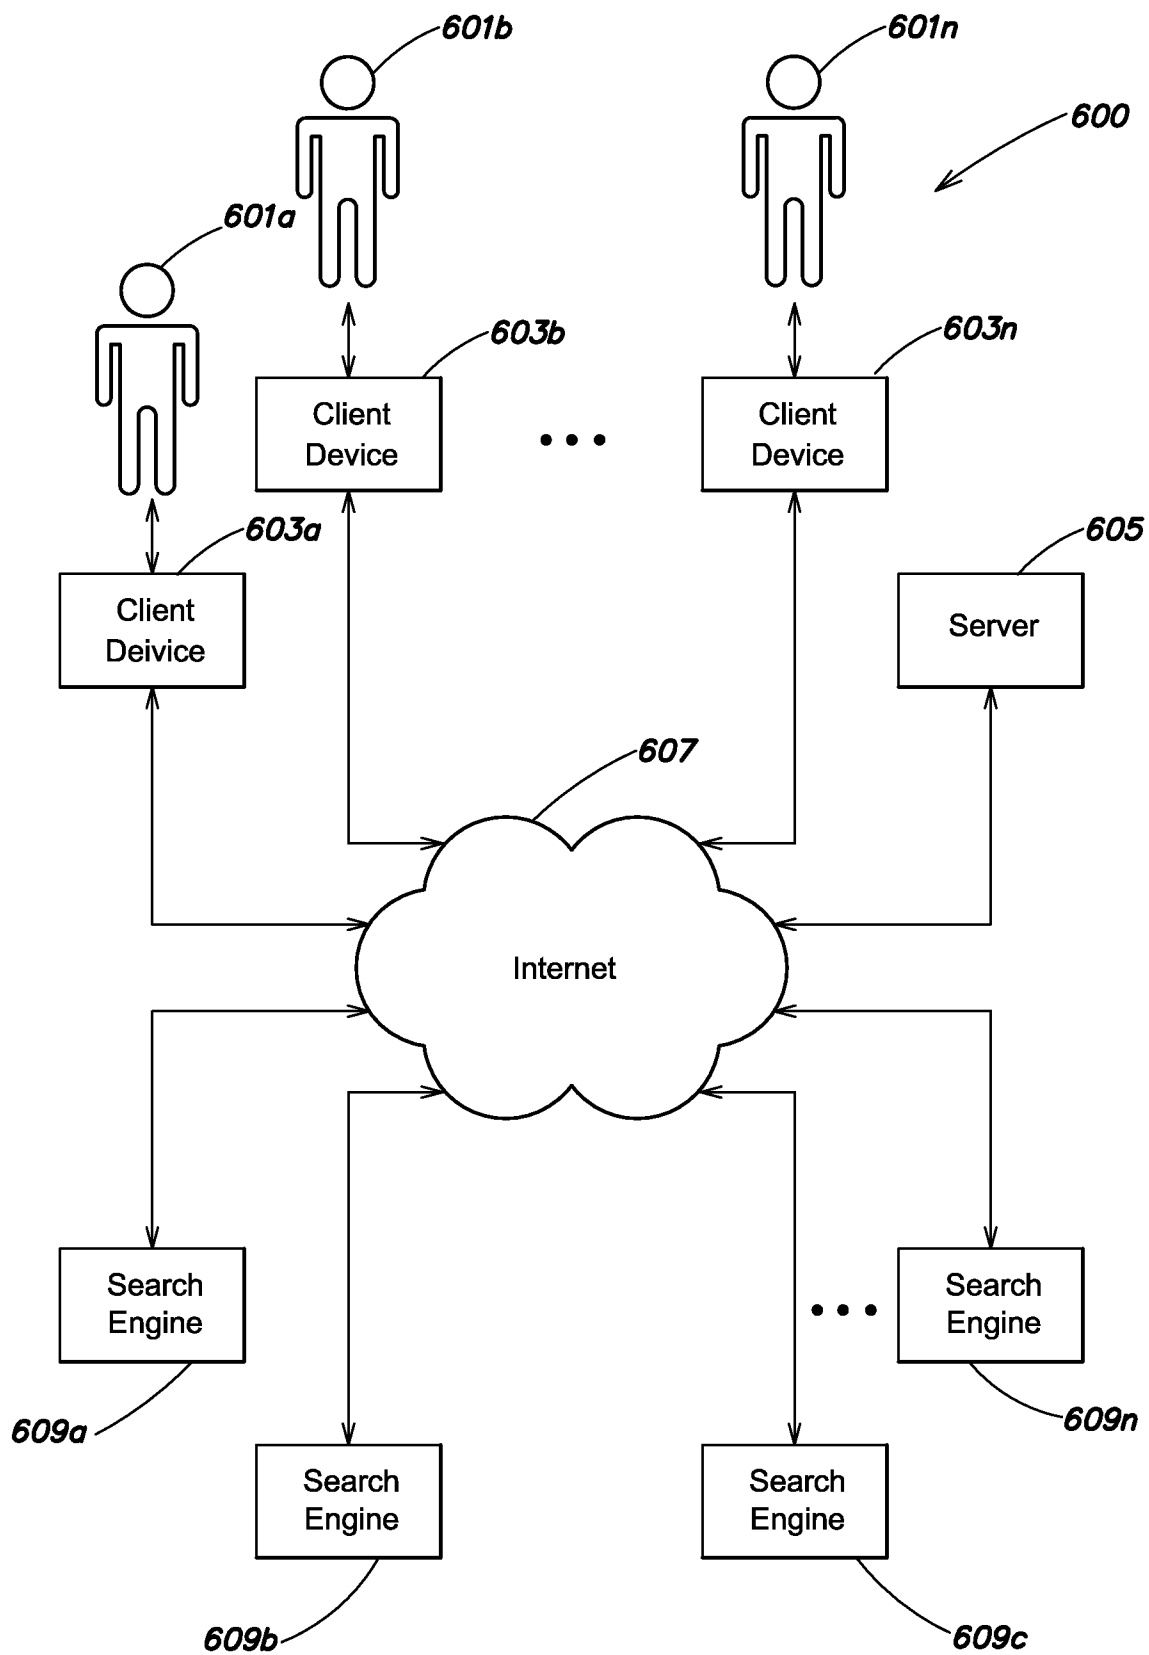 601b
601n
600
601a
603b
603n
Client
Device
Client
Device
603a
605
Client
Deivice
Server
607
Internet
Search
Engine
Search
Engine
609a
609n
Search
Engine
Search
Engine
609b
609c